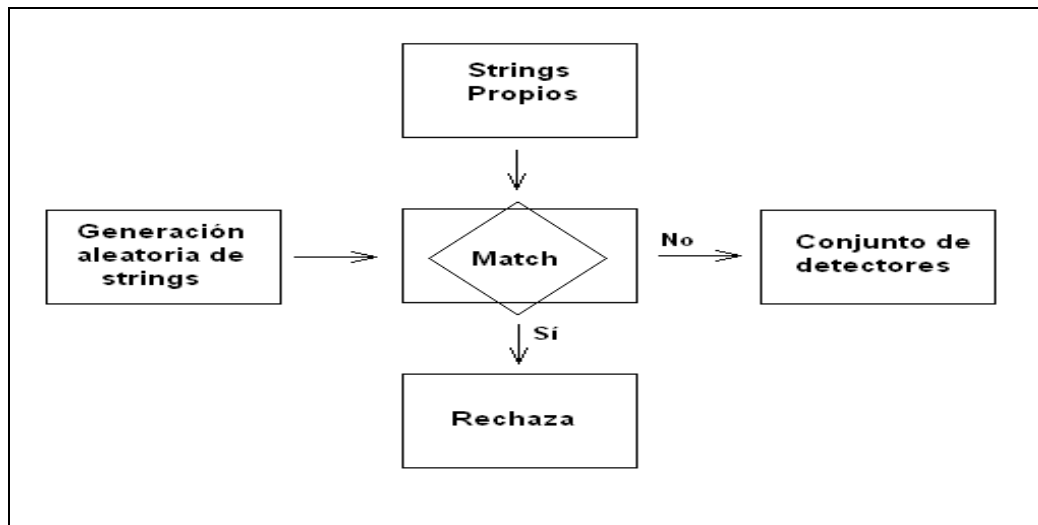 Strings
Propios
Generación
aleatoria de
strings
Match
No
Conjunto de
detectores
Sí
Rechaza